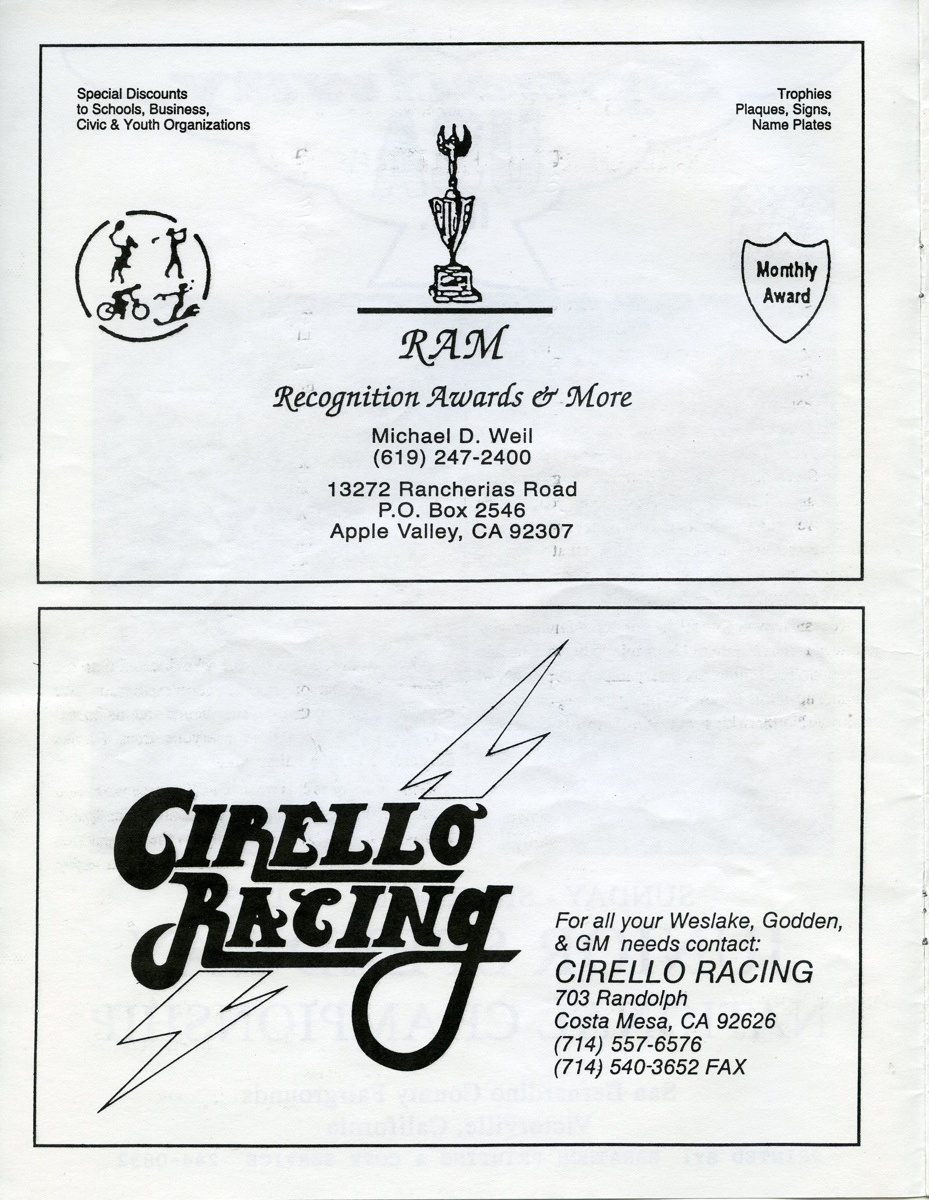 Special Discounts
to Schools, Business,
Civic & Youth Organizations
Trophies
Plaques, Signs,
Name Plates
Monthly
Award
RAM
Recognition Awards & More
Michael D. Weil
(619) 247-2400
13272 Rancherias Road
P.O. Box 2546
Apple Valley, CA 92307
CIRELLO
RACING
For all your Weslake, Godden,
& GM needs contact:
CIRELLO RACING
703 Randolph
Costa Mesa, CA 92626
(714) 557-6576
(714) 540-3652 FAX